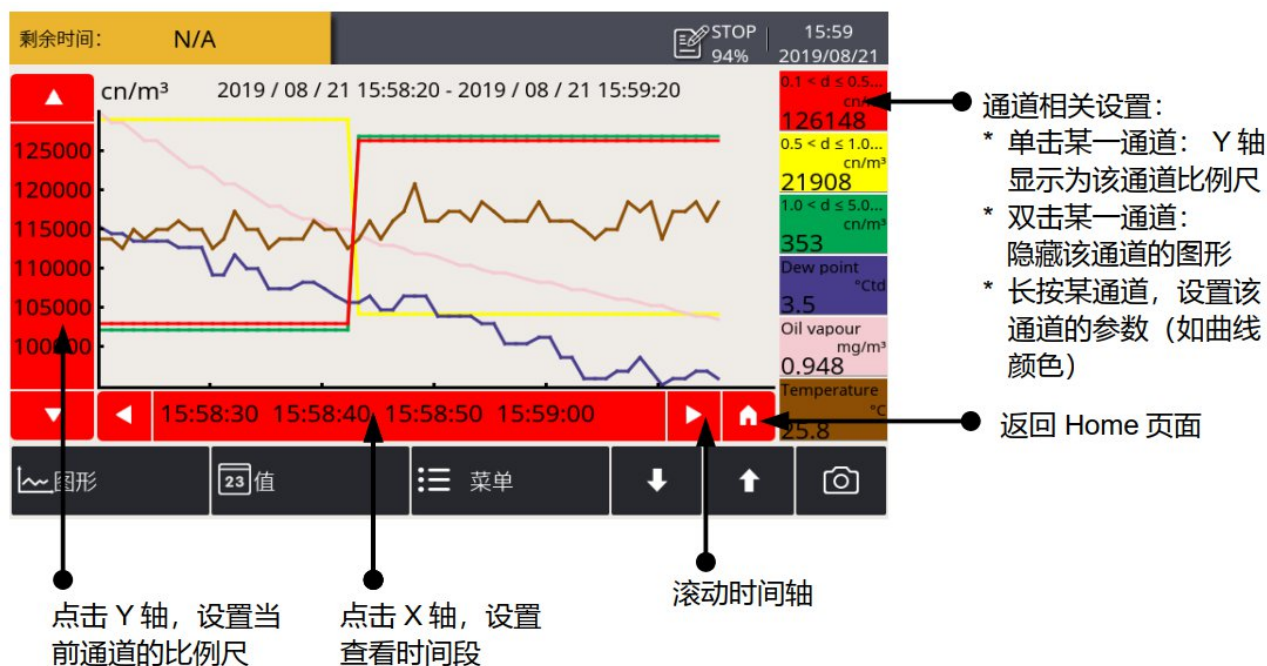 剩余时间: N/A
STOP
94%
15:59
2019/08/21
cn/m³ 2019 / 08 / 21 15:58:20 - 2019 / 08 / 21 15:59:20
125000
120000
115000
110000
105000
100000
15:58:30 15:58:40 15:58:50 15:59:00
0.1 < d ≤ 0.5...
126148
0.5 < d ≤ 1.0...
cn/m³
21908
1.0 < d ≤ 5.0...
cn/m³
353
Dew point
°Ctd
3.5
Oil vapour
mg/m³
0.948
Temperature
°C
25.8
图形
23 值
菜单
通道相关设置：
* 单击某一通道： Y 轴
显示为该通道比例尺
* 双击某一通道：
隐藏该通道的图形
* 长按某通道，设置该
通道的参数（如曲线
颜色）
返回 Home 页面
滚动时间轴
点击 Y 轴，设置当
前通道的比例尺
点击 X 轴，设置
查看时间段